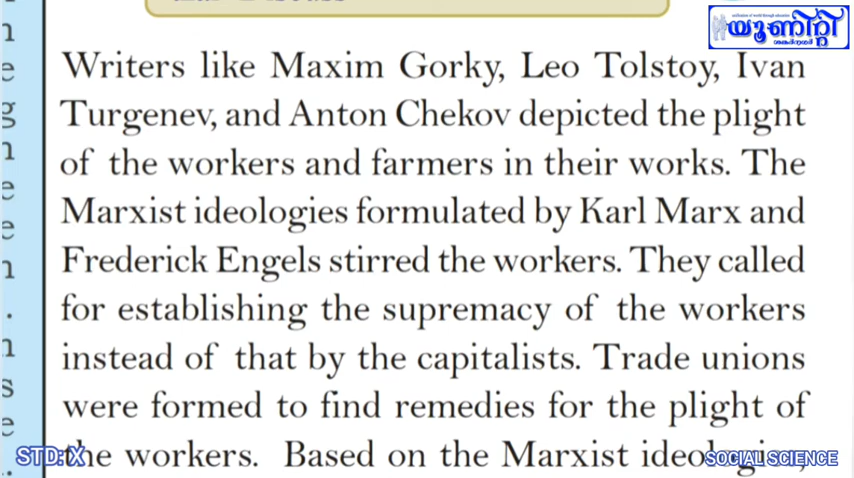 യൂണിറ്റി
Writers like Maxim Gorky, Leo Tolstoy, Ivan
Turgenev, and Anton Chekov depicted the plight
of the workers and farmers in their works. The
Marxist ideologies formulated by Karl Marx and
Frederick Engels stirred the workers. They called
for establishing the supremacy of the workers
instead of that by the capitalists. Trade unions
were formed to find remedies for the plight of
the workers. Based on the Marxist ideologies,
STD:X
SOCIAL SCIENCE